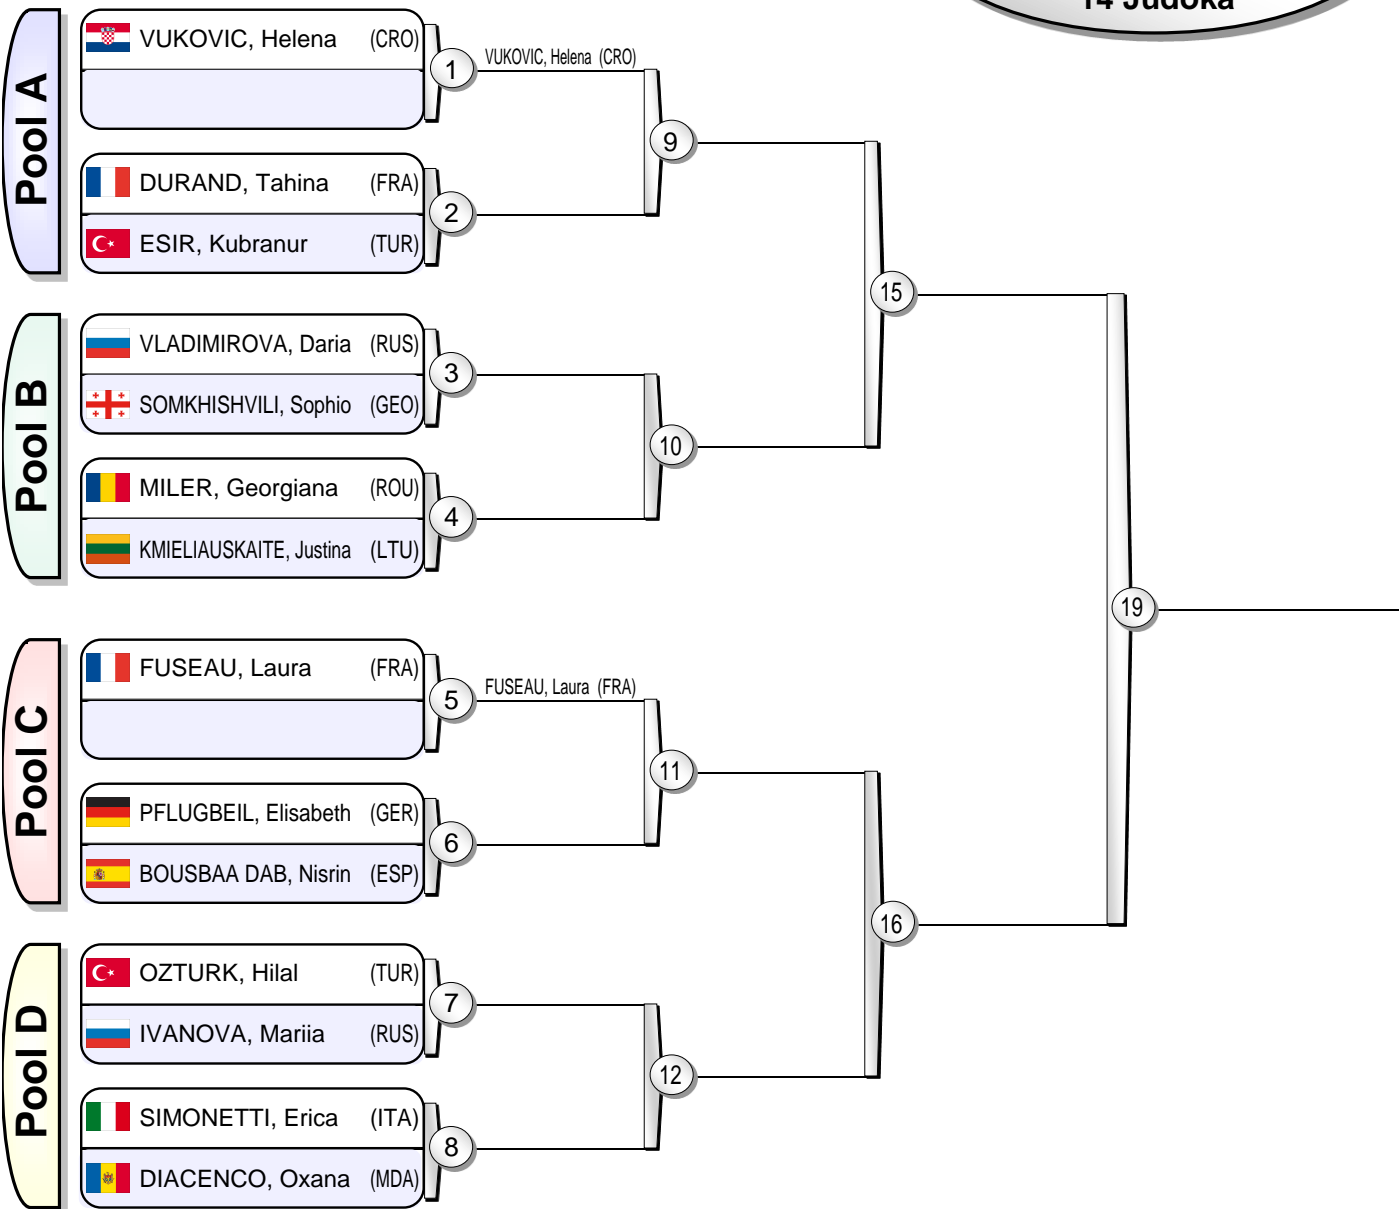 14 Judoka
Pool A
VUKOVIC, Helena (CRO)
1
VUKOVIC, Helena (CRO)
9
DURAND, Tahina (FRA)
2
ESIR, Kubranur (TUR)
15
Pool B
VLADIMIROVA, Daria (RUS)
3
SOMKHISHVILI, Sophio (GEO)
10
MILER, Georgiana (ROU)
4
KMIELIAUSKAITE, Justina (LTU)
19
Pool C
FUSEAU, Laura (FRA)
5
FUSEAU, Laura (FRA)
11
PFLUGBEIL, Elisabeth (GER)
6
BOUSBAA DAB, Nisrin (ESP)
16
Pool D
OZTURK, Hilal (TUR)
7
IVANOVA, Mariia (RUS)
12
SIMONETTI, Erica (ITA)
8
DIACENCO, Oxana (MDA)